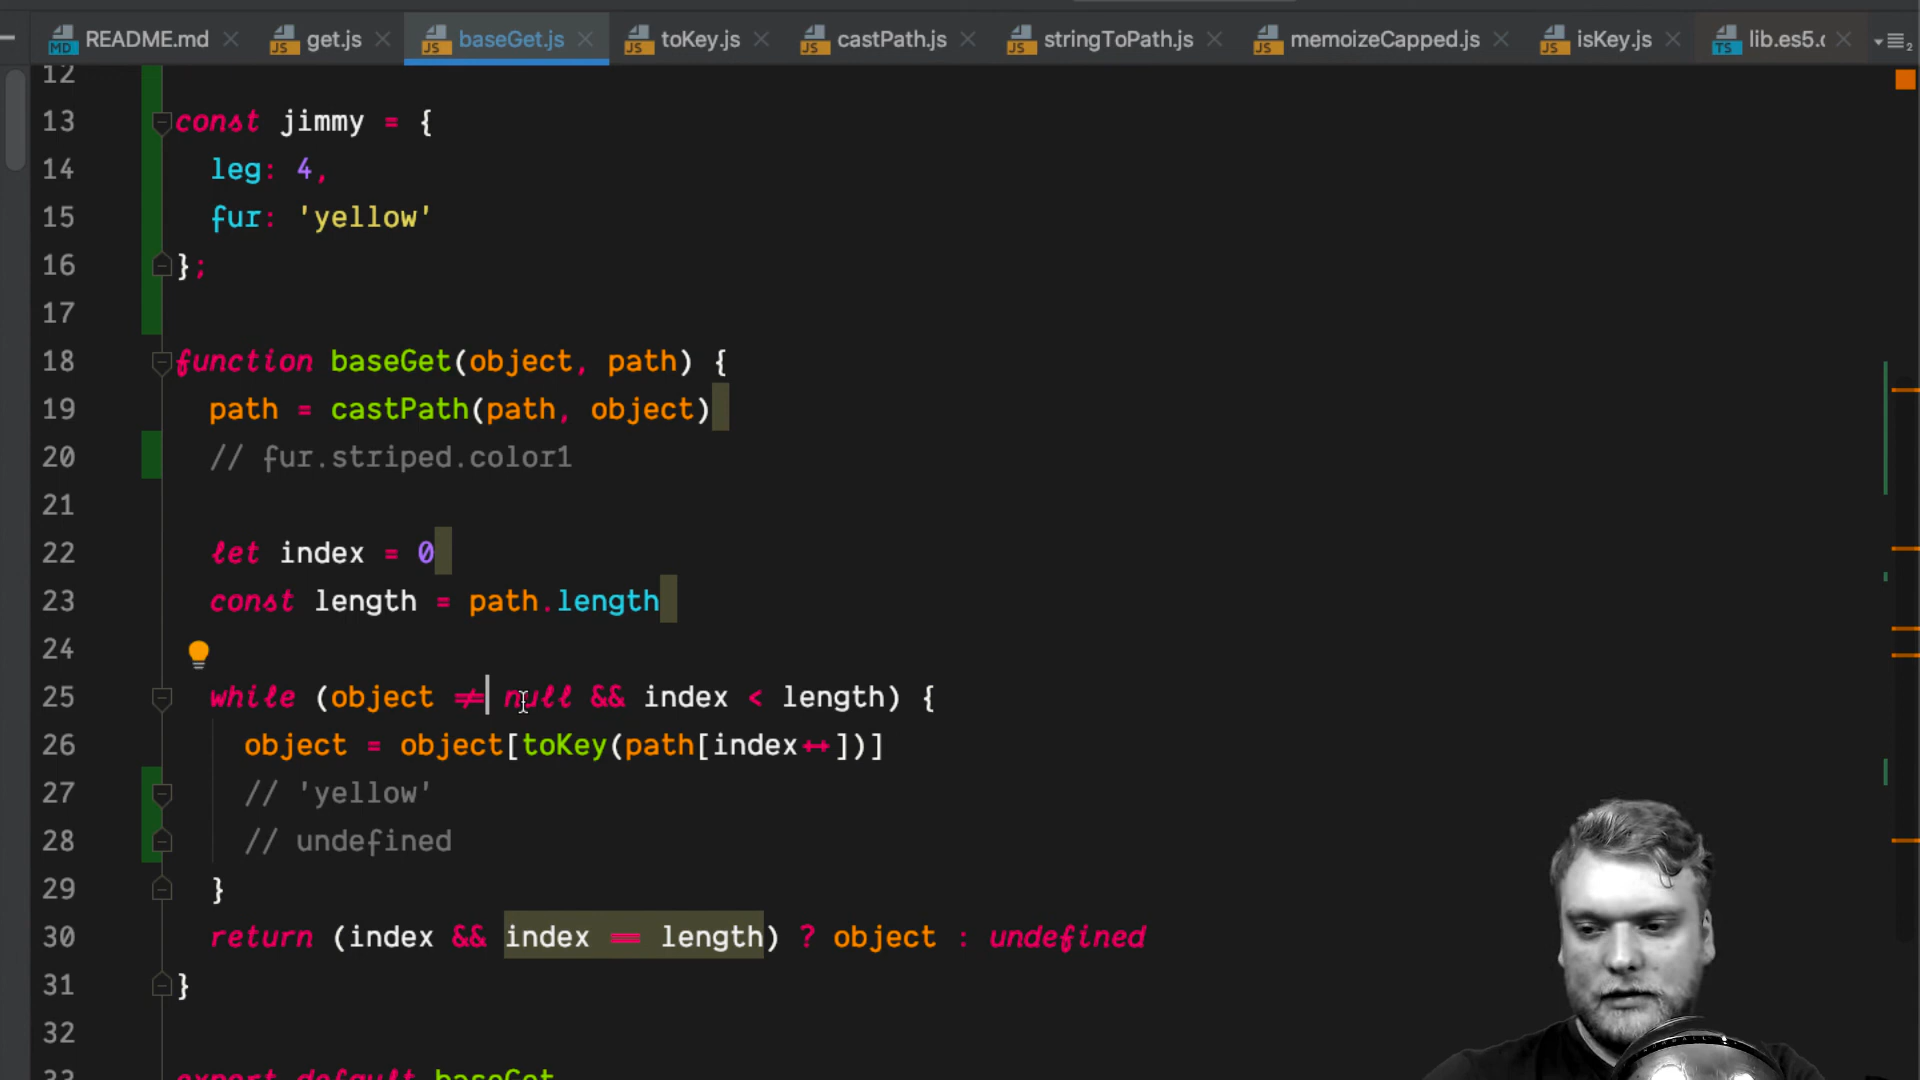 README.md get.js baseGet.js toKey.js castPath.js stringToPath.js memoizeCapped.js isKey.js lib.es5.
12
13 const jimmy = {
14 leg: 4,
15 fur: 'yellow'
16 };
17
18 function baseGet(object, path) {
19 path = castPath(path, object)
20 // fur.striped.color1
21
22 let index = 0
23 const length = path.length
24
25 while (object != null && index < length) {
26 object = object[toKey(path[index++])]
27 // 'yellow'
28 // undefined
29 }
30 return (index && index == length) ? object : undefined
31 }
32
33 export default baseGet